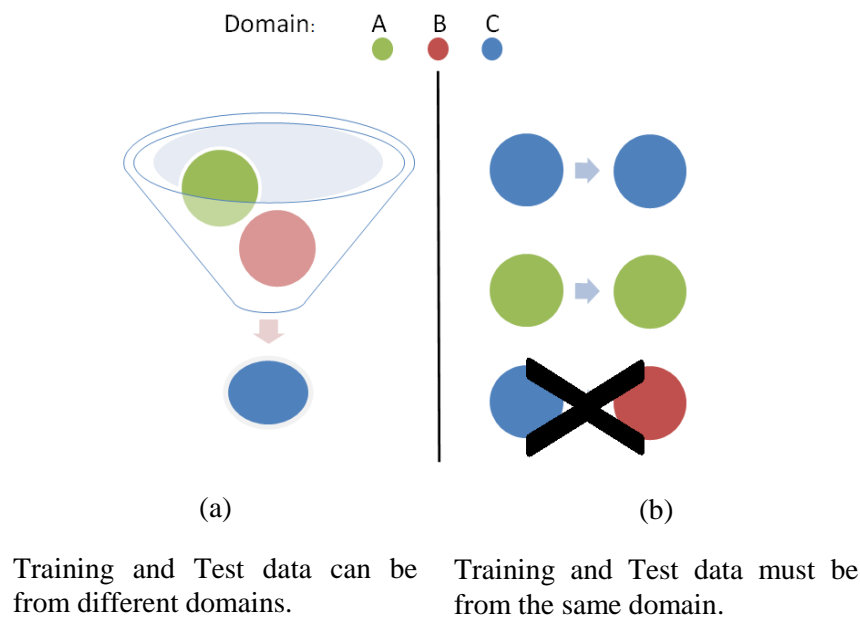 Domain: A B C
(a) (b)
Training and Test data can be
from different domains.
Training and Test data must be
from the same domain.